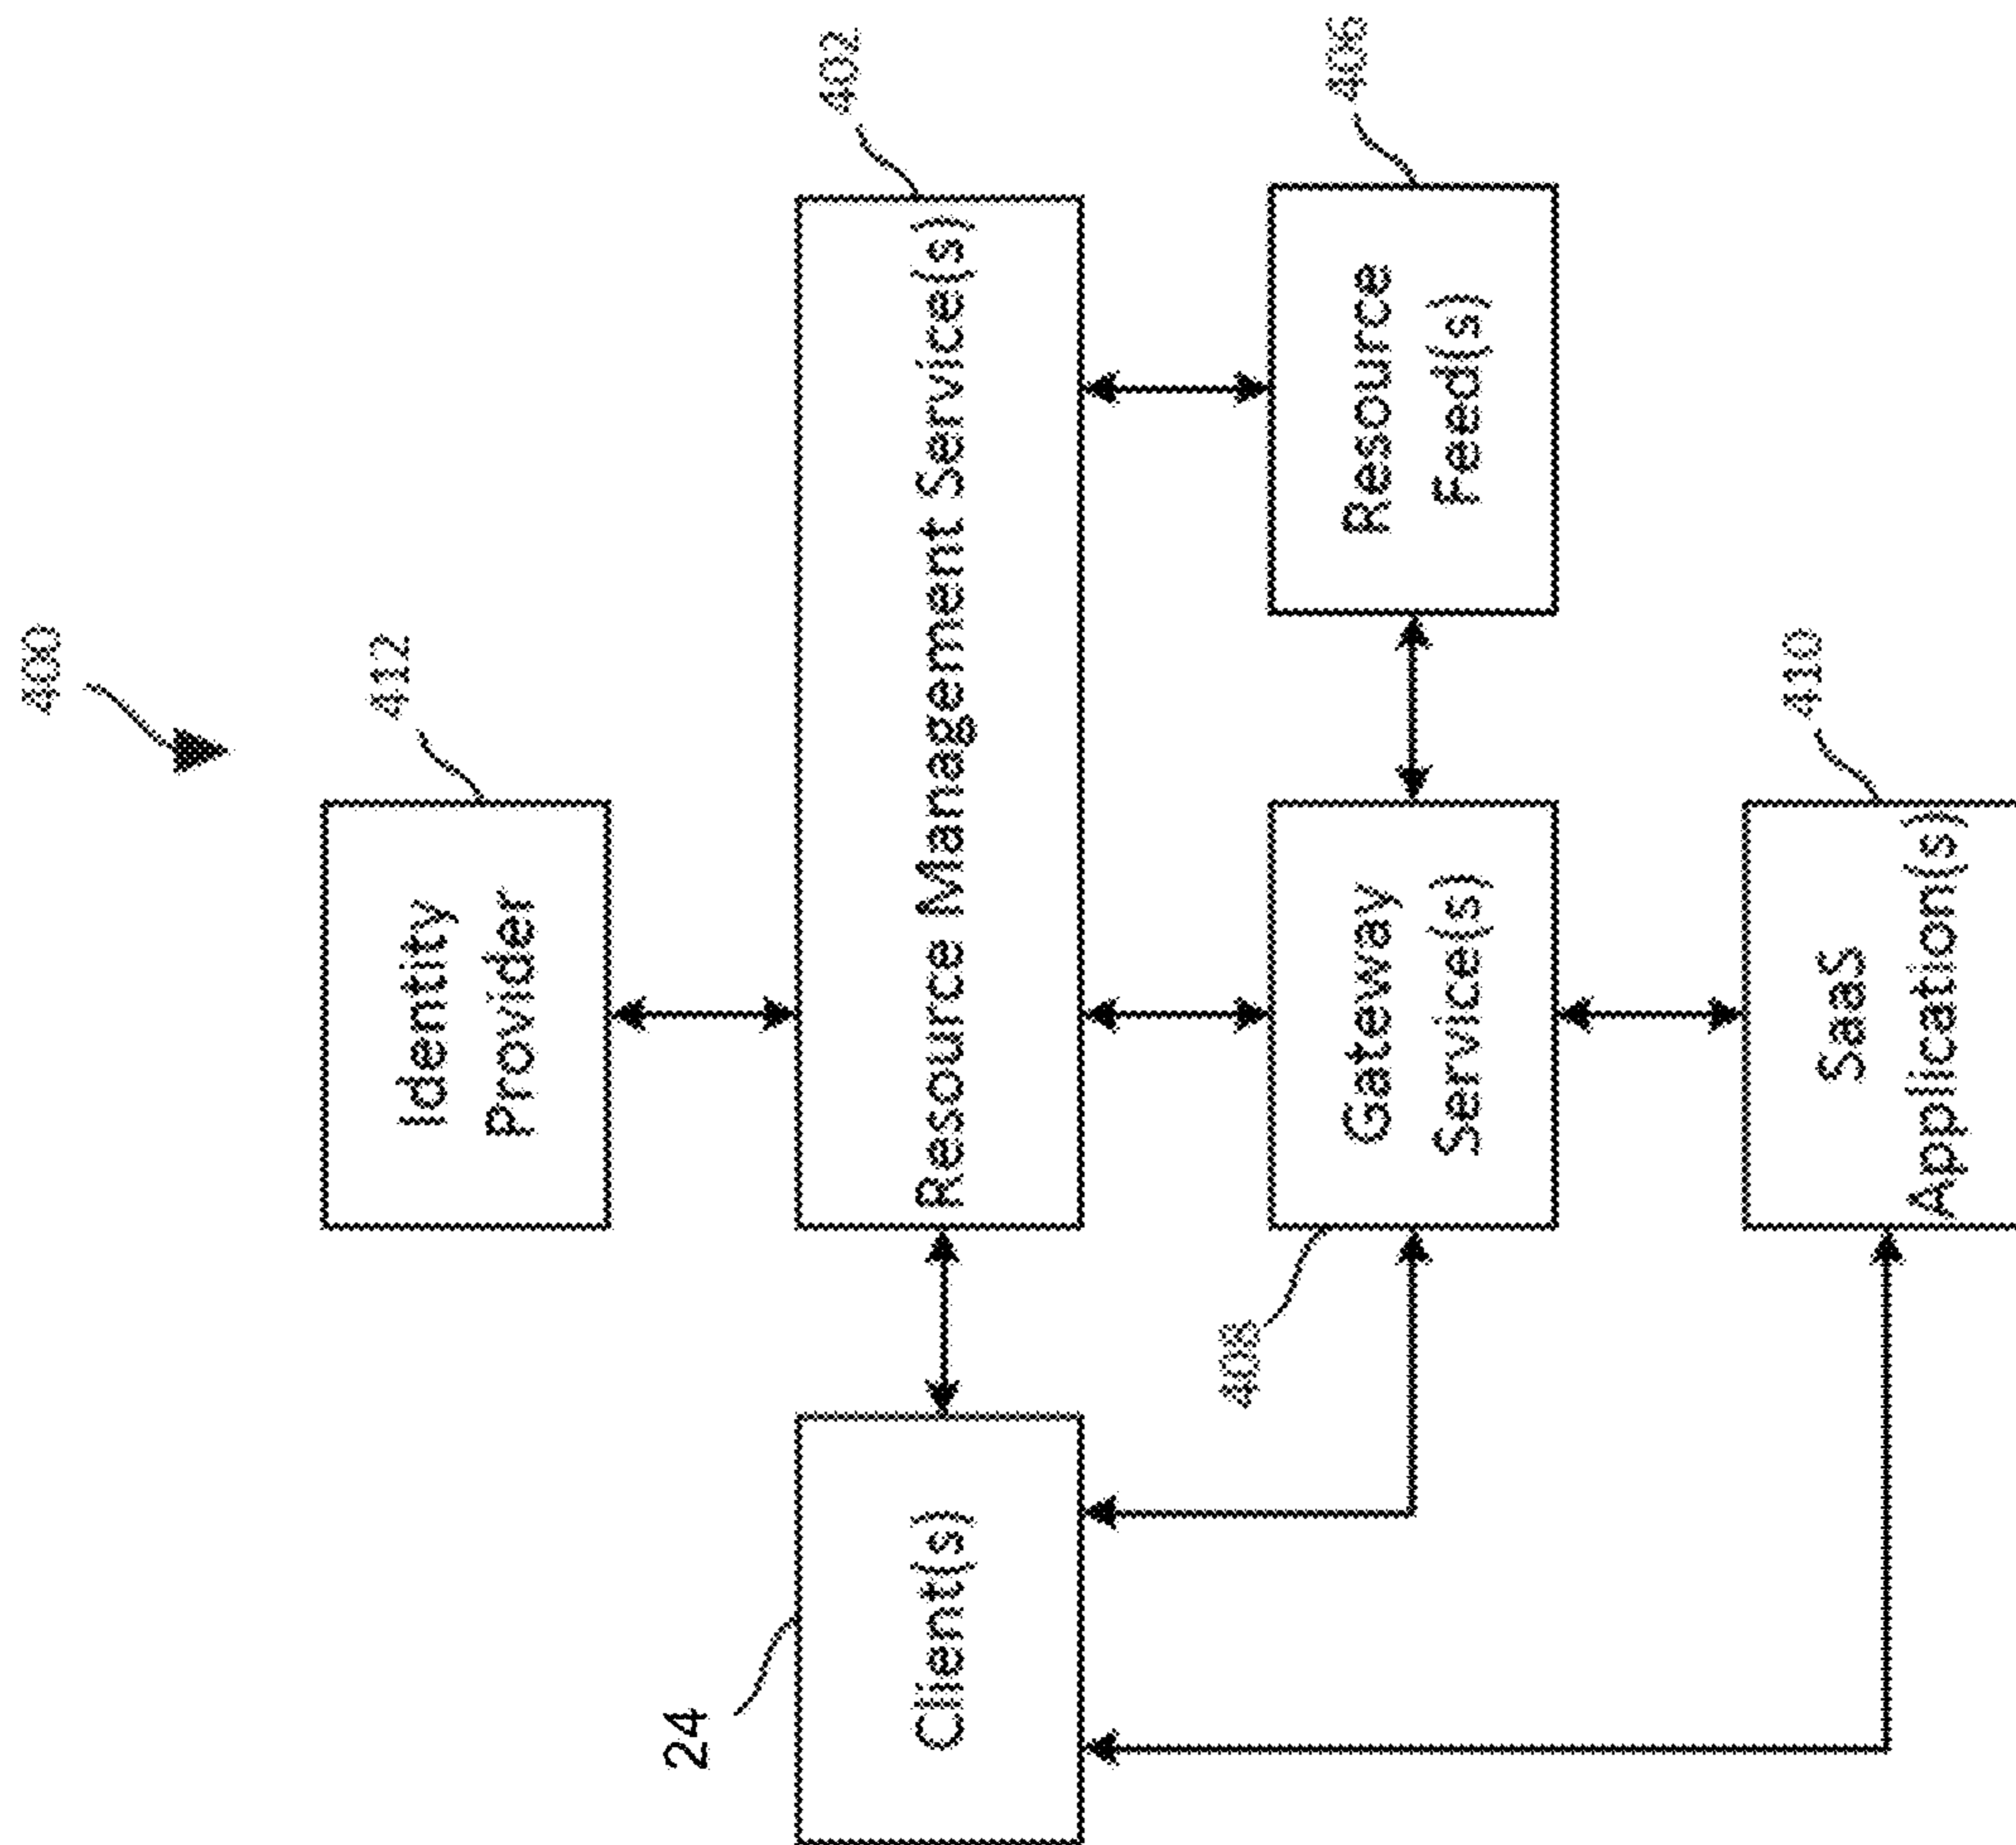 400
412
Identity
Provider
402
Resource Management Service(s)
24
Client(s)
406
Resource
Feed(s)
408
Gateway
Service(s)
410
SaaS
Application(s)